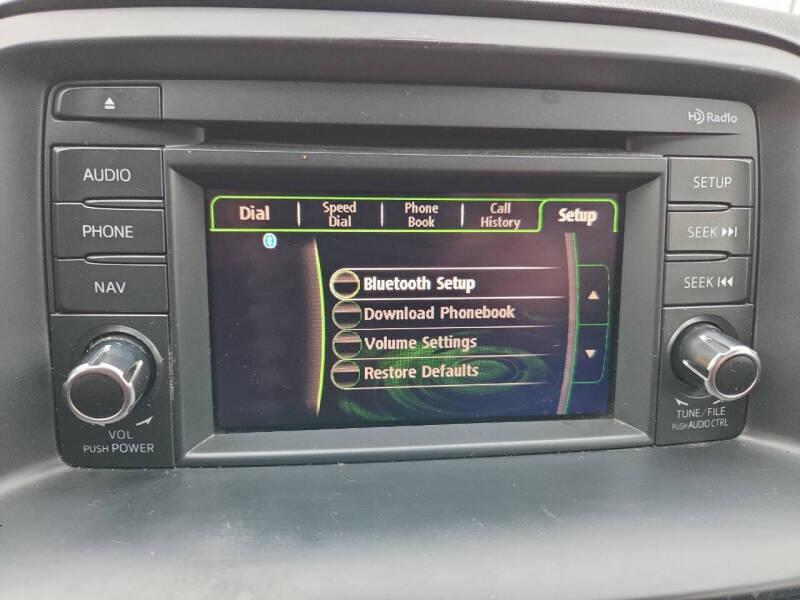 HD Radio
AUDIO
PHONE
NAV
VOL
PUSH POWER
Dial
Speed
Dial
Phone
Book
Call
History
Setup
Bluetooth Setup
Download Phonebook
Volume Settings
Restore Defaults
SETUP
SEEK
SEEK
TUNE/FILE
PUSH AUDIO CTRL